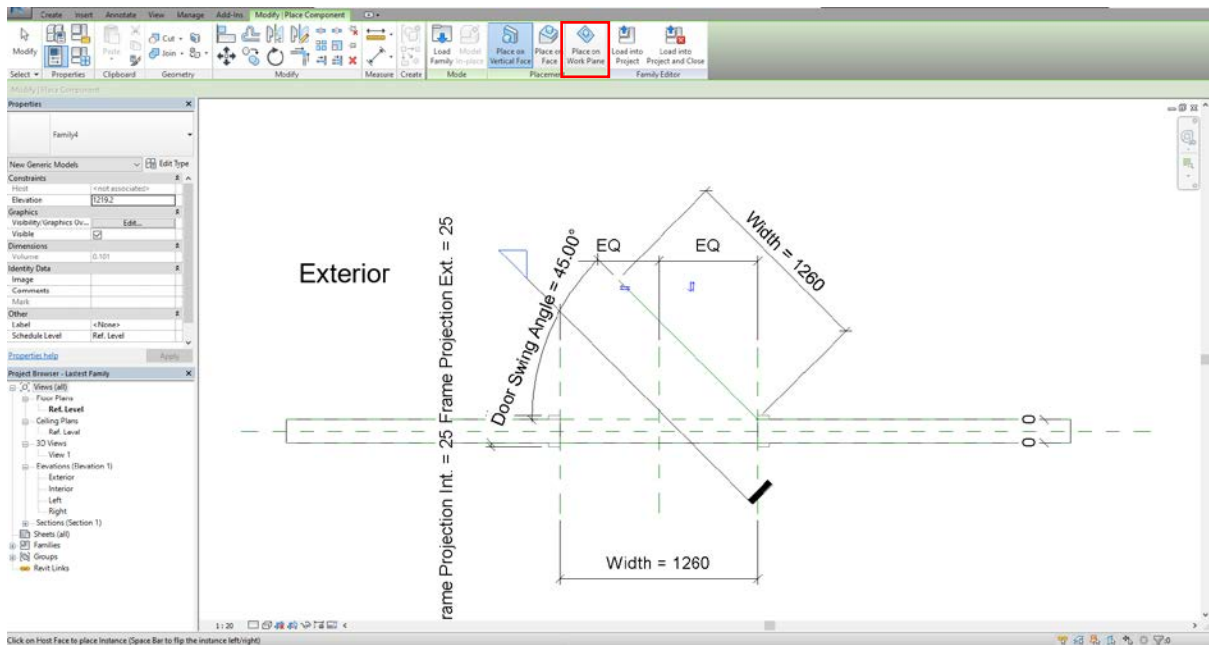 Create Insert Annotate View Manage Add-Ins Modify | Place Component
Modify
Paste
Cut
Join
Load Family
Model In-place
Place on Vertical Face
Place on Face
Place on Work Plane
Load into Project
Load into Project and Close
Select Properties Clipboard Geometry Modify Measure Create Mode Placement Family Editor
Modify | Place Component
Properties
Family4
New Generic Models Edit Type
Constraints
Host <not associated>
Elevation 1219.2
Graphics
Visibility/Graphics Ov... Edit...
Visible
Dimensions
Volume 0.101
Identity Data
Image
Comments
Mark
Other
Label <None>
Schedule Level Ref. Level
Properties help Apply
Project Browser - Lastest Family
Views (all)
Floor Plans
Ref. Level
Ceiling Plans
Ref. Level
3D Views
View 1
Elevations (Elevation 1)
Exterior
Interior
Left
Right
Sections (Section 1)
Sheets (all)
Families
Groups
Revit Links
Exterior
rame Projection Int. = 25 Frame Projection Ext. = 25
Door Swing Angle = 45.00°
EQ EQ
Width = 1260
0
0
Width = 1260
1 : 20
Click on Host Face to place Instance (Space Bar to flip the instance left/right)
:0